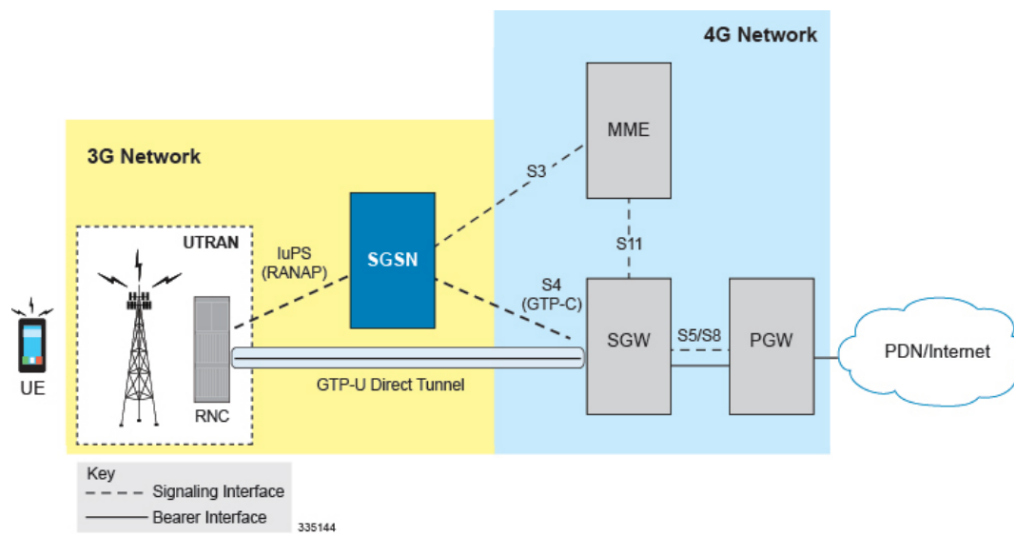 4G Network
MME
3G Network
S3
UTRAN
IuPS
(RANAP)
SGSN
S11
S4
(GTP-C)
SGW
S5/S8
PGW
PDN/Internet
UE
RNC
GTP-U Direct Tunnel
Key
Signaling Interface
Bearer Interface
335144